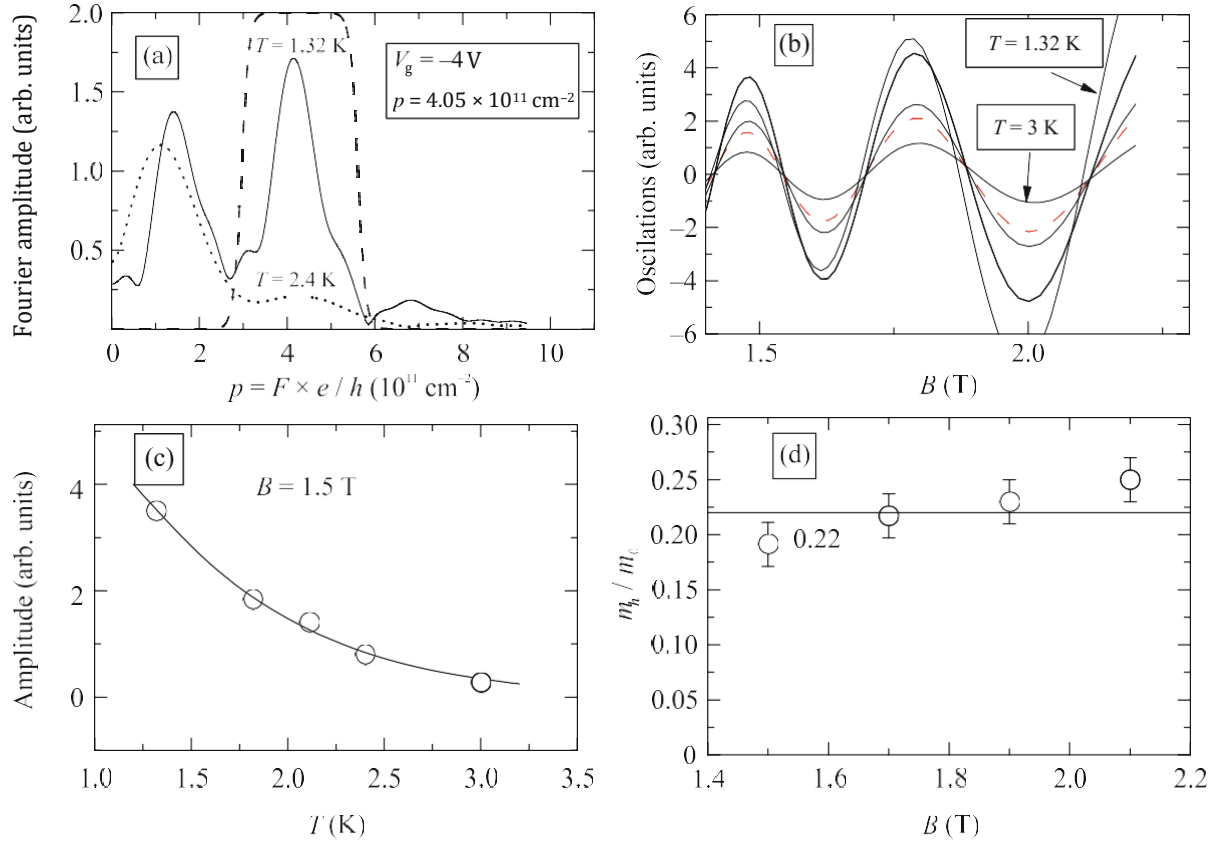 Fourier amplitude (arb. units)
2.0
1.5
1.0
0.5
(a)
T = 1.32 K
V_g = −4 V
p = 4.05 × 10¹¹ cm⁻²
T = 2.4 K
0 2 4 6 8 10
p = F × e / h (10¹¹ cm⁻²)
Oscilations (arb. units)
6
4
2
0
−2
−4
−6
(b)
T = 1.32 K
T = 3 K
1.5 2.0
B (T)
Amplitude (arb. units)
4
2
0
(c)
B = 1.5 T
1.0 1.5 2.0 2.5 3.0 3.5
T (K)
m_h / m_0
0.30
0.25
0.20
0.15
0.10
0.05
0
(d)
0.22
1.4 1.6 1.8 2.0 2.2
B (T)